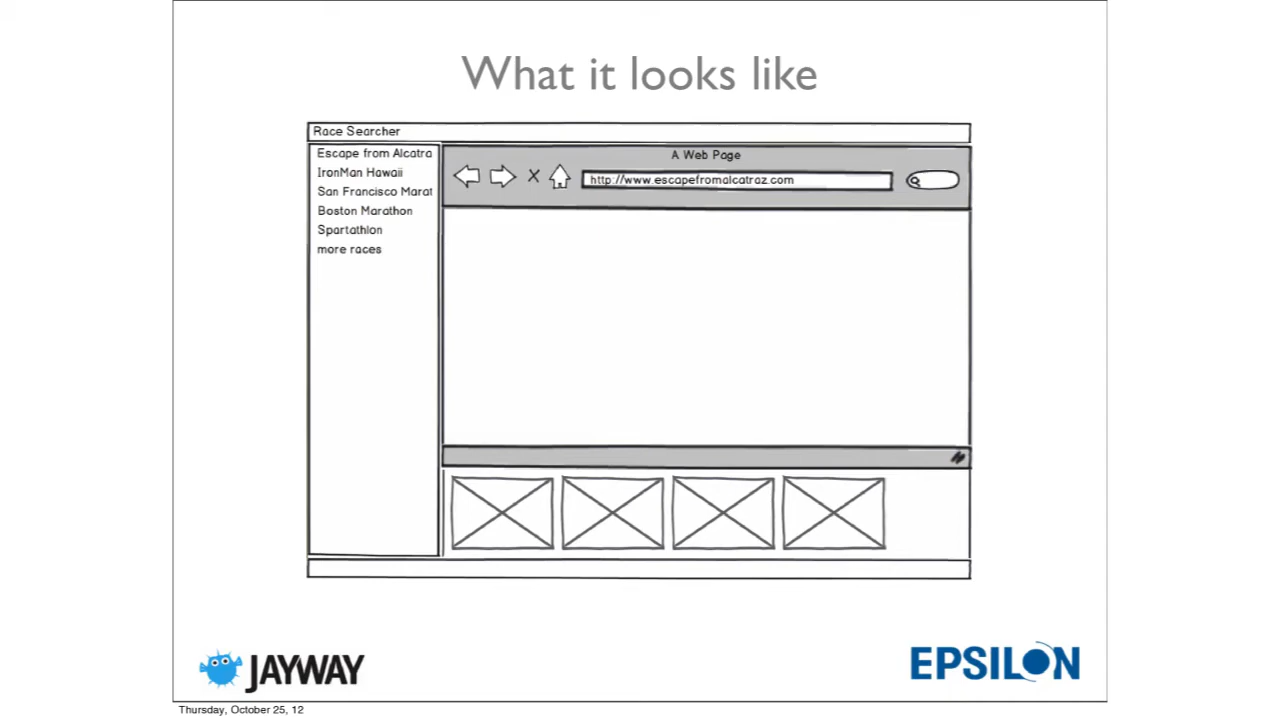 What it looks like
Race Searcher
Escape from Alcatra
IronMan Hawaii
San Francisco Marat
Boston Marathon
Spartathlon
more races
A Web Page
http://www.escapefromalcatraz.com
JAYWAY
EPSILON
Thursday, October 25, 12